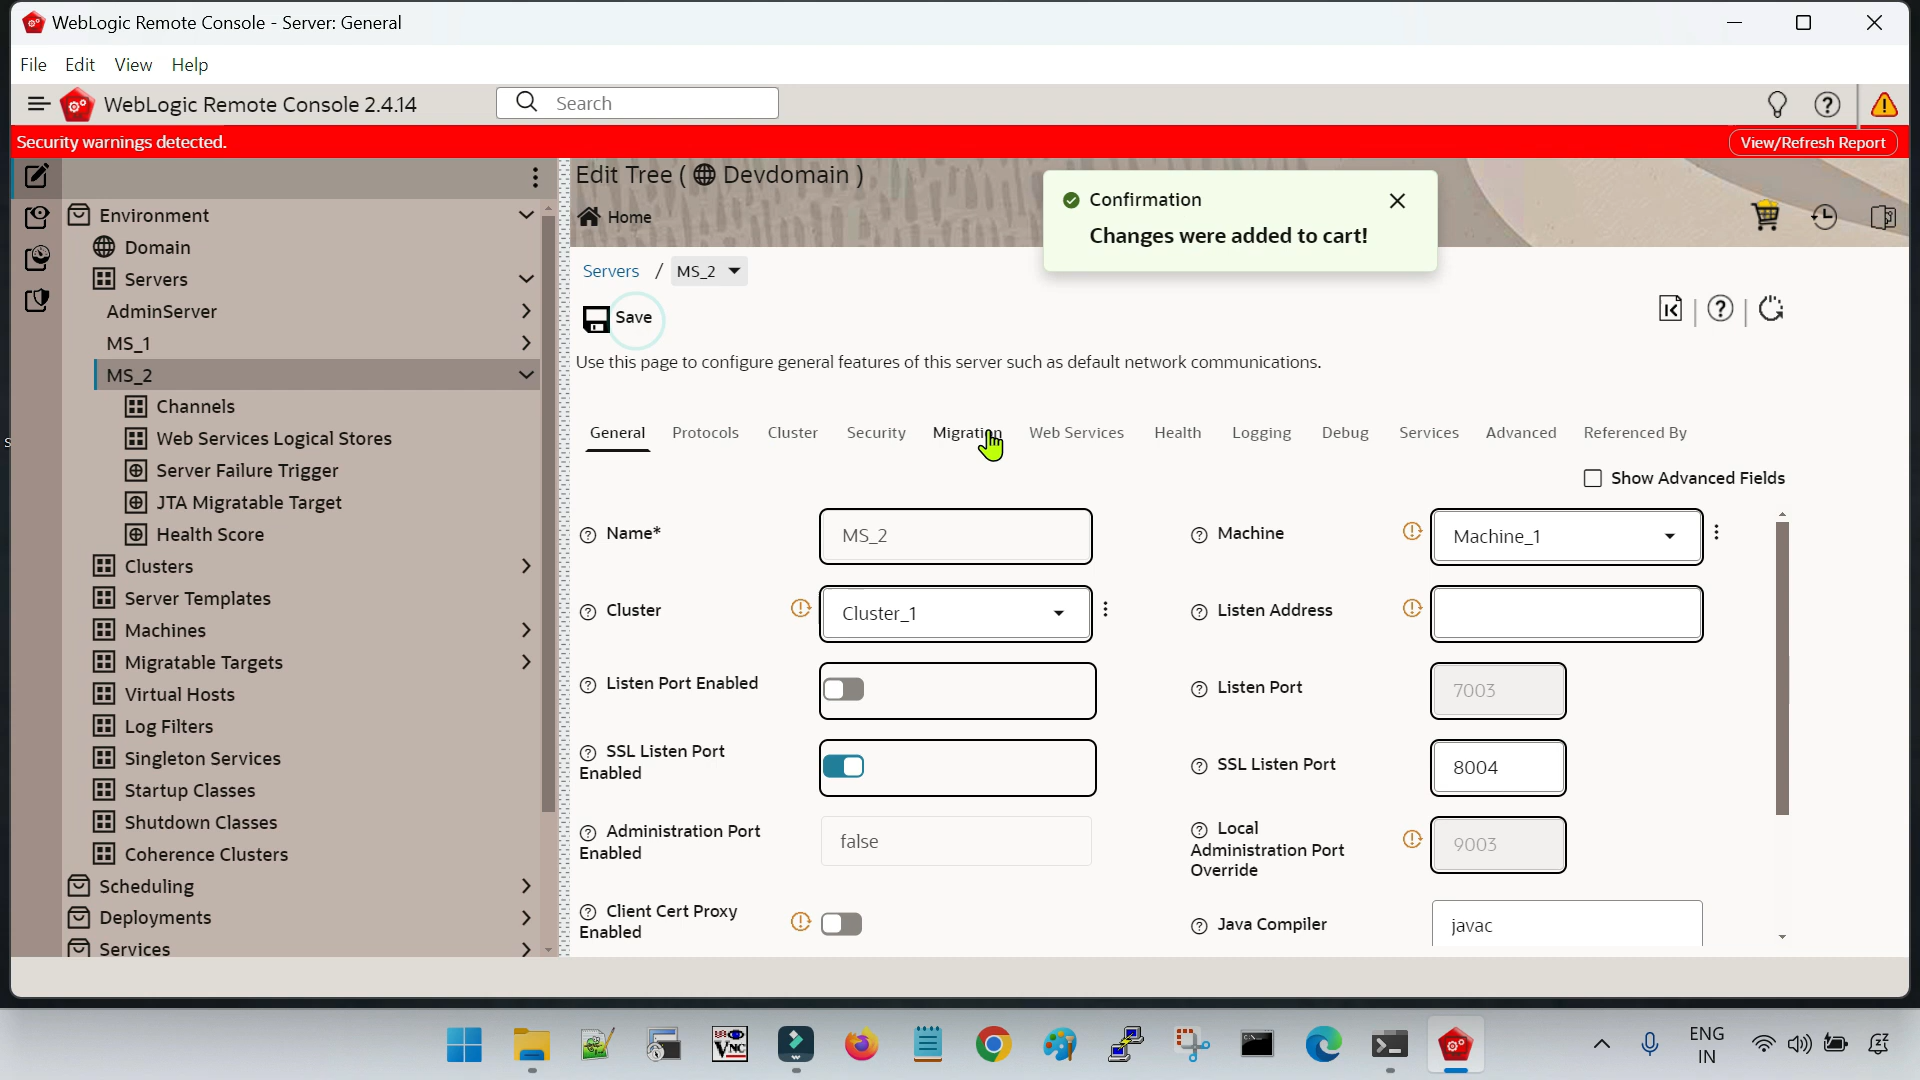 WebLogic Remote Console - Server: General
File Edit View Help
WebLogic Remote Console 2.4.14
Search
Security warnings detected.
View/Refresh Report
Environment
Domain
Servers
AdminServer
MS_1
MS_2
Channels
Web Services Logical Stores
Server Failure Trigger
JTA Migratable Target
Health Score
Clusters
Server Templates
Machines
Migratable Targets
Virtual Hosts
Log Filters
Singleton Services
Startup Classes
Shutdown Classes
Coherence Clusters
Scheduling
Deployments
Services
Edit Tree ( Devdomain )
Home
Confirmation
Changes were added to cart!
Servers / MS_2
Save
Use this page to configure general features of this server such as default network communications.
General Protocols Cluster Security Migration Web Services Health Logging Debug Services Advanced Referenced By
Show Advanced Fields
Name* MS_2
Machine Machine_1
Cluster Cluster_1
Listen Address
Listen Port Enabled
Listen Port 7003
SSL Listen Port
Enabled
SSL Listen Port 8004
Administration Port
Enabled
false
Local
Administration Port
Override
9003
Client Cert Proxy
Enabled
Java Compiler javac
ENG
IN